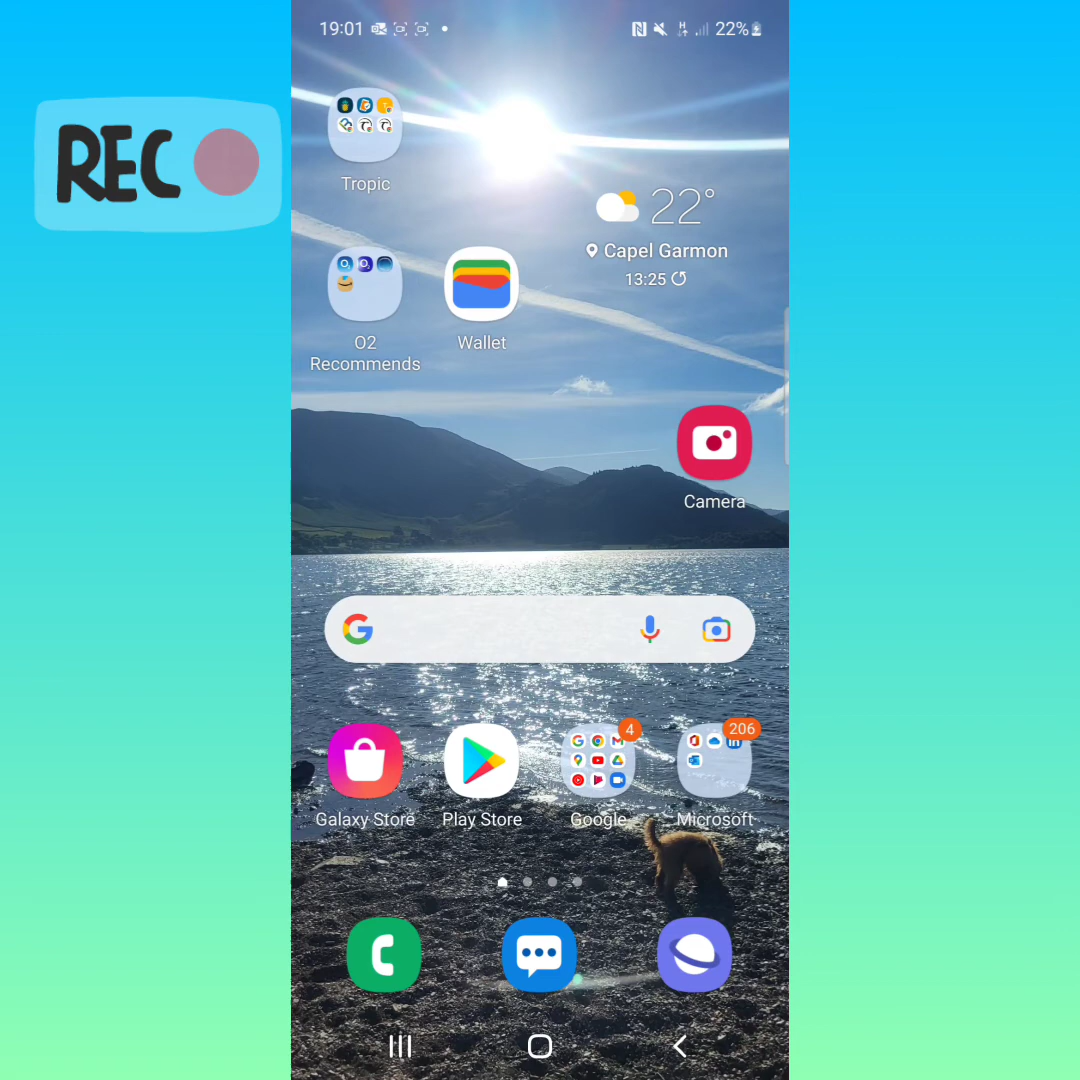 19:01
22%
REC
Tropic
22°
Capel Garmon
13:25
O2
Recommends
Wallet
Camera
4
206
Galaxy Store
Play Store
Google
Microsoft